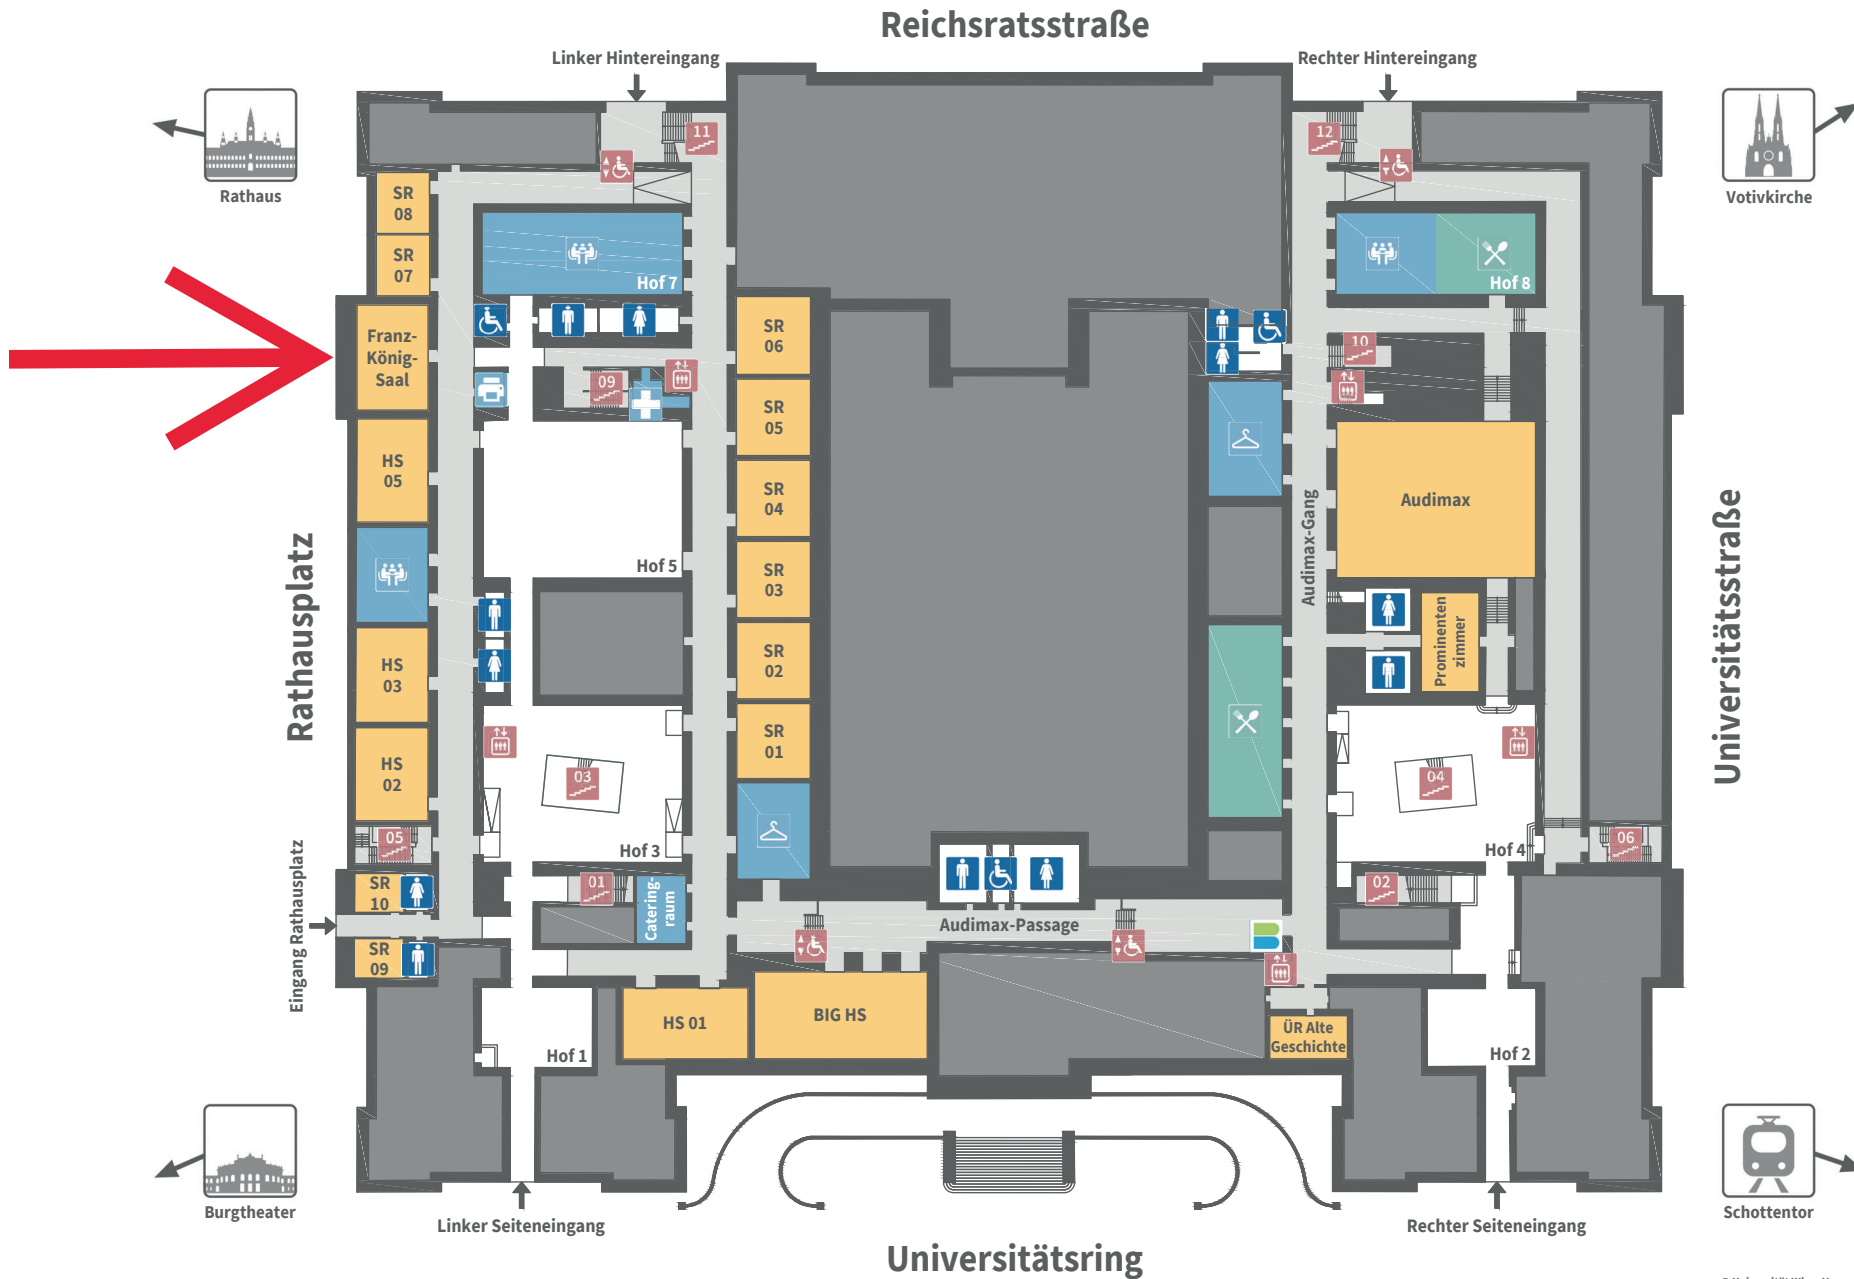 Reichsratsstraße
Linker Hintereingang
Rechter Hintereingang
Rathaus
Votivkirche
11
12
SR
08
SR
07
Hof 7
Hof 8
Franz-
König-
Saal
SR
06
10
09
SR
05
HS
05
SR
04
Audimax
Audimax-Gang
Rathausplatz
Universitätsstraße
Hof 5
SR
03
HS
03
SR
02
Prominenten
zimmer
SR
01
HS
02
03
04
05
06
Hof 3
Hof 4
Eingang Rathausplatz
SR
10
01
02
Catering-
raum
SR
09
Audimax-Passage
HS 01
BIG HS
ÜR Alte
Geschichte
Hof 1
Hof 2
Burgtheater
Schottentor
Linker Seiteneingang
Rechter Seiteneingang
Universitätsring